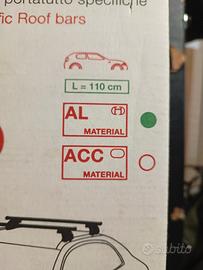 portatutto specifiche
fic Roof bars
L = 110 cm
AL
MATERIAL
ACC
MATERIAL
subito